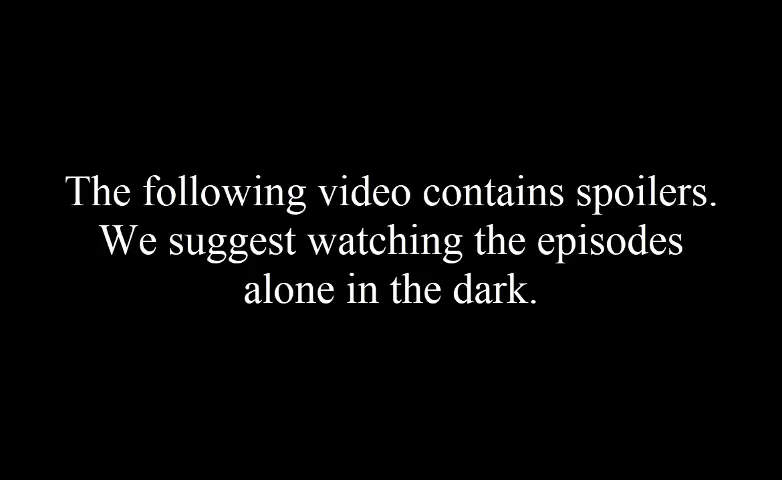 The following video contains spoilers.
We suggest watching the episodes
alone in the dark.